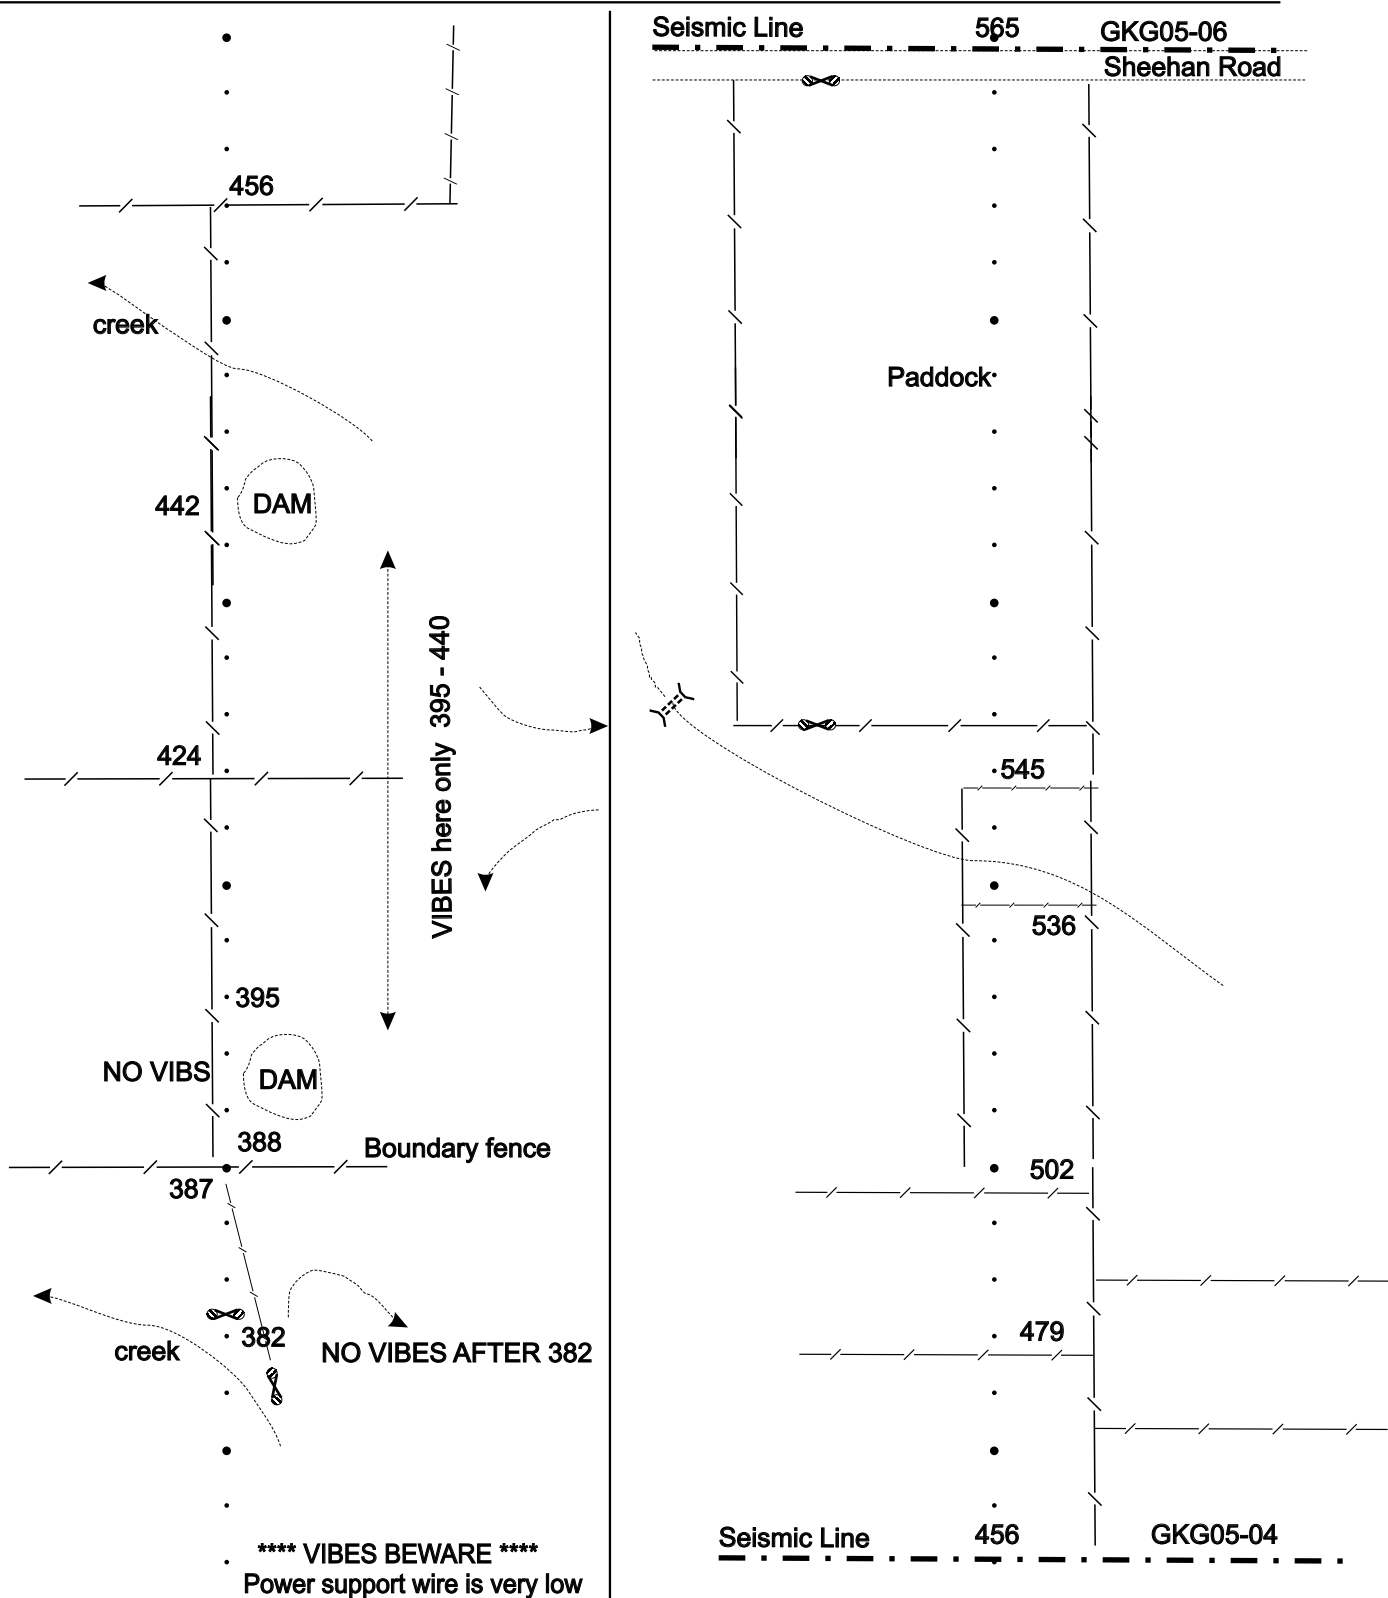 456
creek
442
DAM
VIBES here only 395 - 440
424
395
NO VIBS
DAM
388
Boundary fence
387
382
creek
NO VIBES AFTER 382
**** VIBES BEWARE ****
Power support wire is very low
Seismic Line 565 GKG05-06
Sheehan Road
Paddock
545
536
502
479
Seismic Line 456 GKG05-04